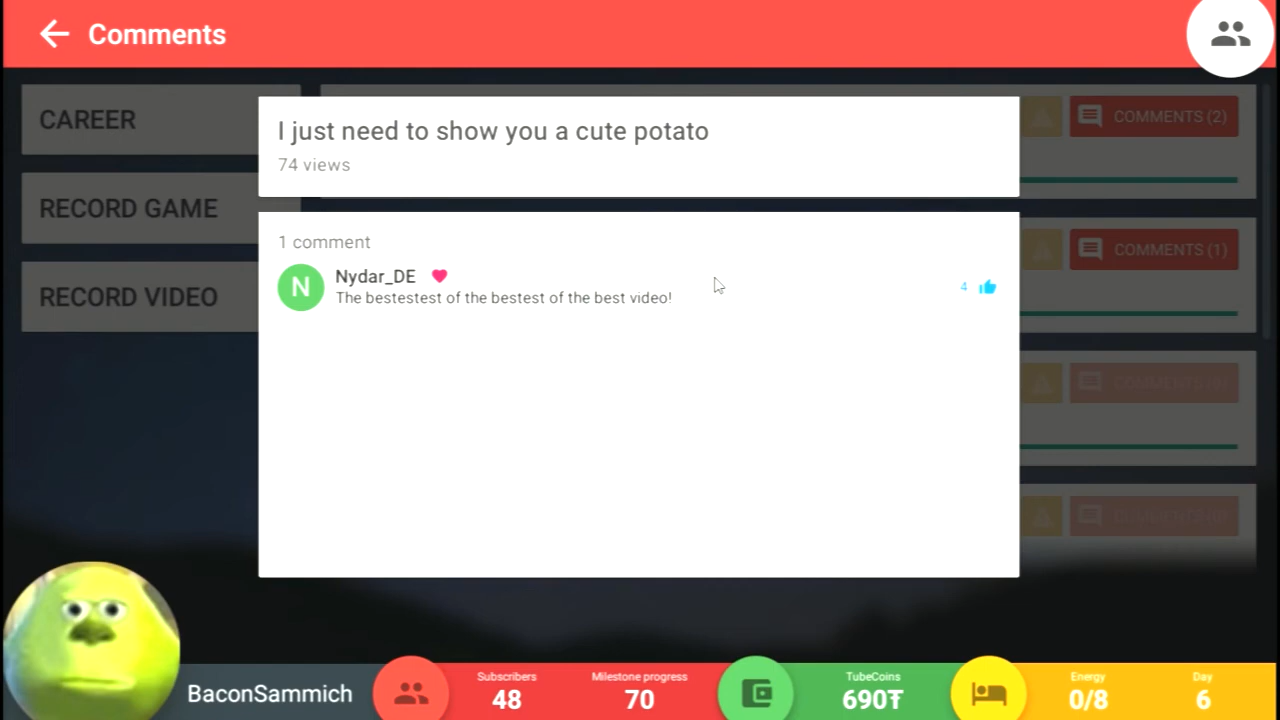 Comments
CAREER
RECORD GAME
RECORD VIDEO
I just need to show you a cute potato
74 views
1 comment
N
Nydar_DE
The bestestest of the bestest of the best video!
4
COMMENTS (2)
COMMENTS (1)
BaconSammich
Subscribers
48
Milestone progress
70
TubeCoins
690₮
Energy
0/8
Day
6